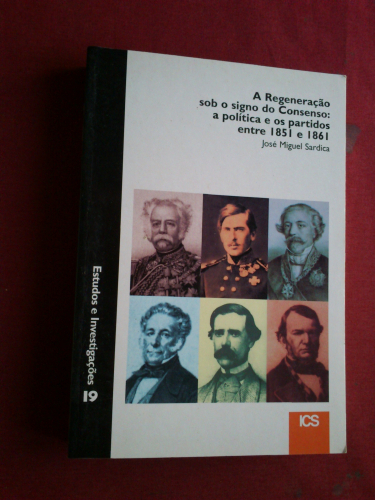 A Regeneração
sob o signo do Consenso:
a política e os partidos
entre 1851 e 1861
José Miguel Sardica
Estudos e Investigações
19
ICS